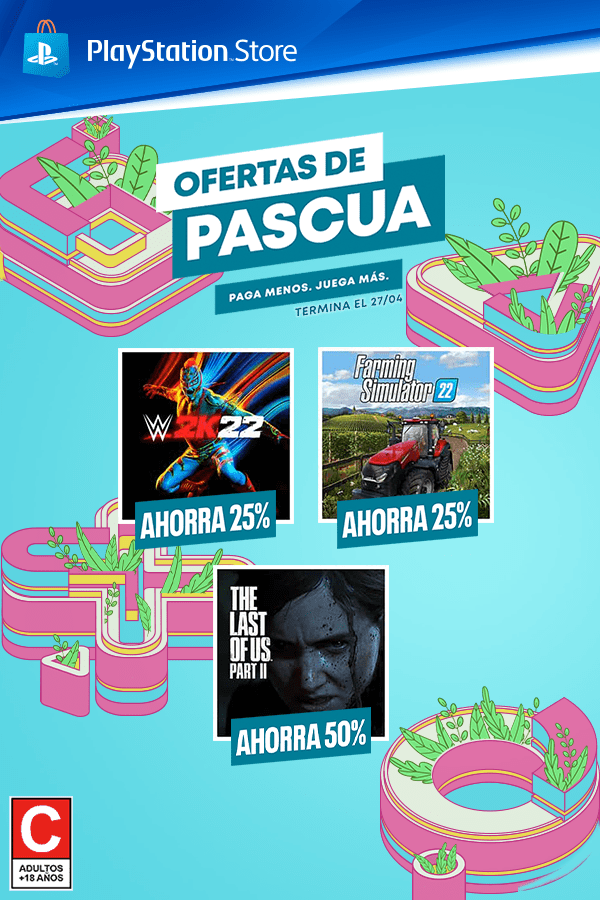 PlayStation Store
OFERTAS DE
PASCUA
PAGA MENOS. JUEGA MÁS.
TERMINA EL 27/04
W 2K22
Farming
Simulator 22
AHORRA 25%
AHORRA 25%
THE
LAST
OF US
PART II
AHORRA 50%
C
ADULTOS
+18 AÑOS